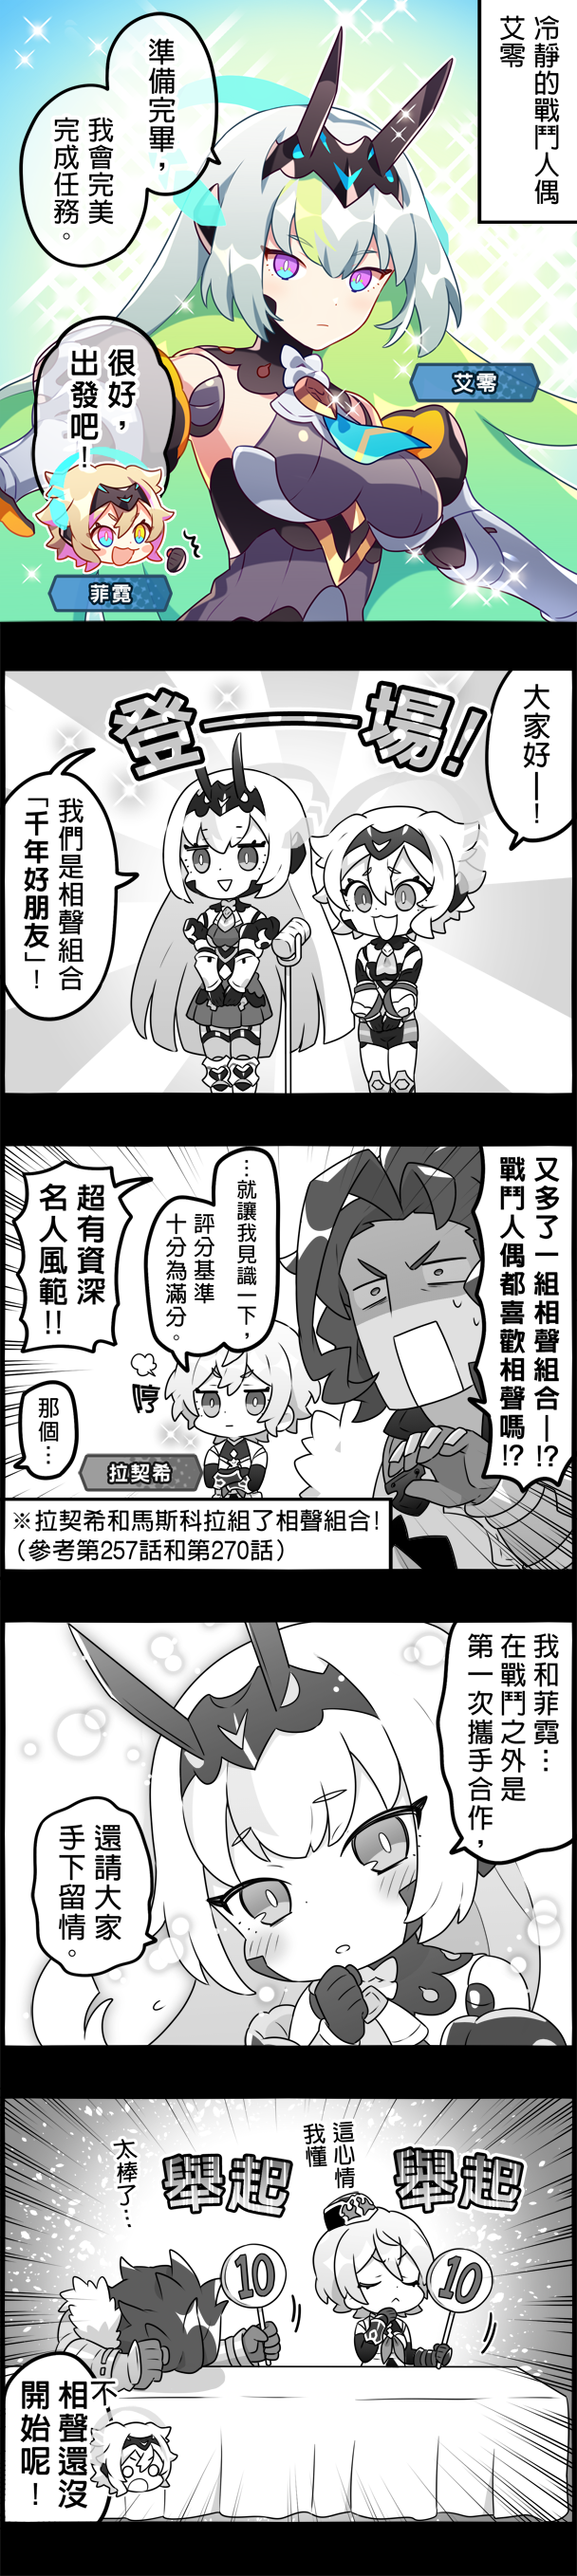 冷靜的戰鬥人偶
艾零
準備完畢，
我會完美
完成任務。
艾零
很好，
出發吧！
菲霓
大家好——！
登——場！
我們是相聲組合
「千年好朋友」！
又多了一組相聲組合—!?
戰鬥人偶都喜歡相聲嗎!?
…就讓我見識一下，
評分基準
十分為滿分。
哼
拉契希
超有資深
名人風範!!
那個…
※拉契希和馬斯科拉組了相聲組合！
（參考第257話和第270話）
我和菲霓…
在戰鬥之外是
第一次攜手合作，
還請大家
手下留情。
舉起
這心情
我懂
舉起
太棒了…
10
10
不，
相聲還沒
開始呢！